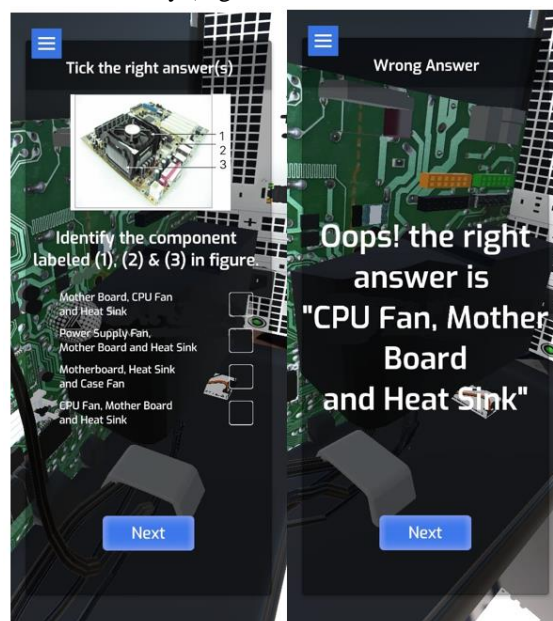 Tick the right answer(s)
1
2
3
Identify the component
labeled (1), (2) & (3) in figure.
Mother Board, CPU Fan
and Heat Sink
Power Supply Fan,
Mother Board and Heat Sink
Motherboard, Heat Sink
and Case Fan
CPU Fan, Mother Board
and Heat Sink
Next
Wrong Answer
Oops! the right
answer is
"CPU Fan, Mother
Board
and Heat Sink"
Next